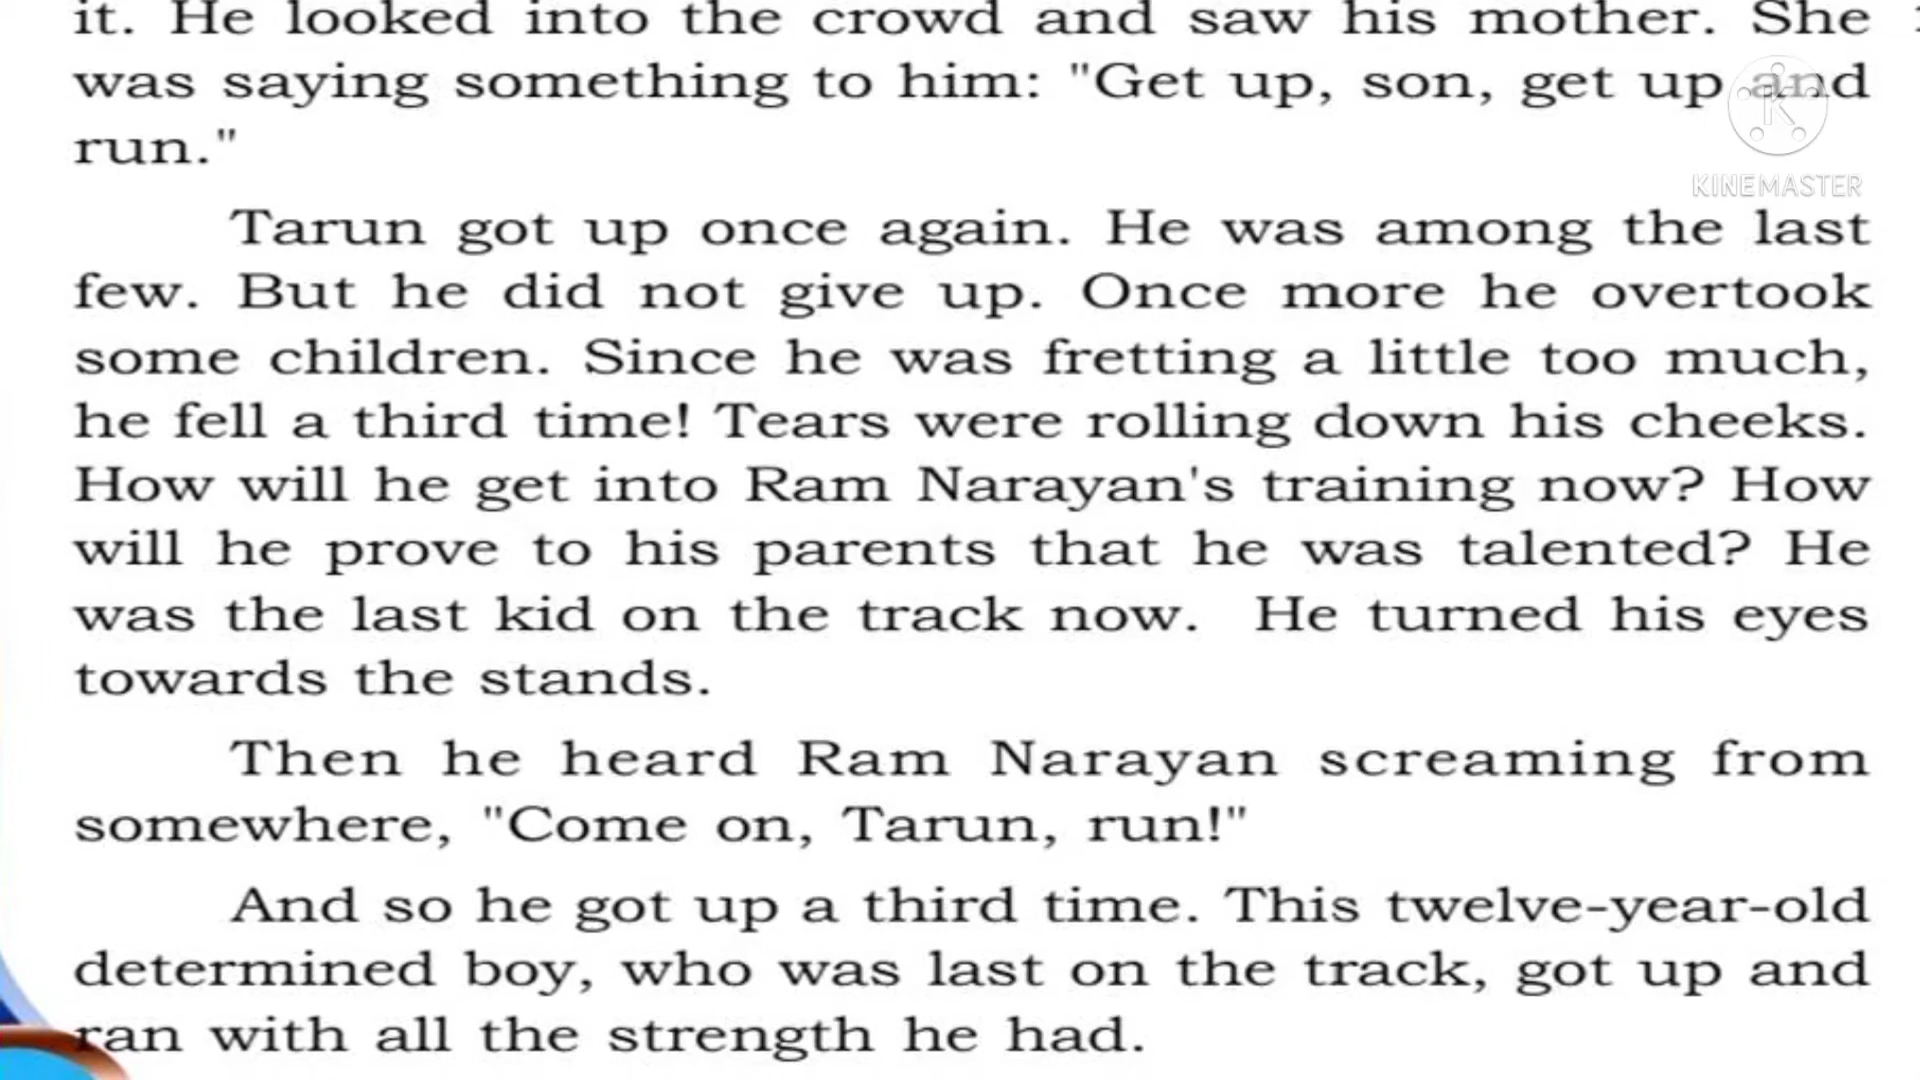 it. He looked into the crowd and saw his mother. She
was saying something to him: "Get up, son, get up and
run."
KINEMASTER
Tarun got up once again. He was among the last
few. But he did not give up. Once more he overtook
some children. Since he was fretting a little too much,
he fell a third time! Tears were rolling down his cheeks.
How will he get into Ram Narayan's training now? How
will he prove to his parents that he was talented? He
was the last kid on the track now. He turned his eyes
towards the stands.
Then he heard Ram Narayan screaming from
somewhere, "Come on, Tarun, run!"
And so he got up a third time. This twelve-year-old
determined boy, who was last on the track, got up and
ran with all the strength he had.